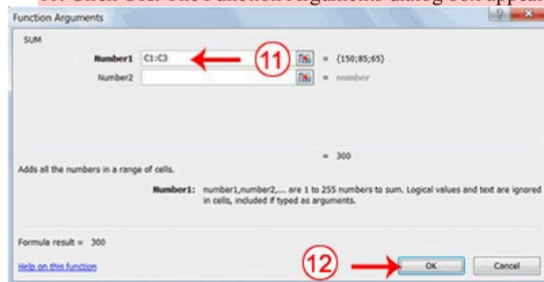 Function Arguments
SUM
Number1 C1:C3 11 = {150;85;65}
Number2 = number
= 300
Adds all the numbers in a range of cells.
Number1: number1,number2,... are 1 to 255 numbers to sum. Logical values and text are ignored
in cells, included if typed as arguments.
Formula result = 300
Help on this function 12 OK Cancel